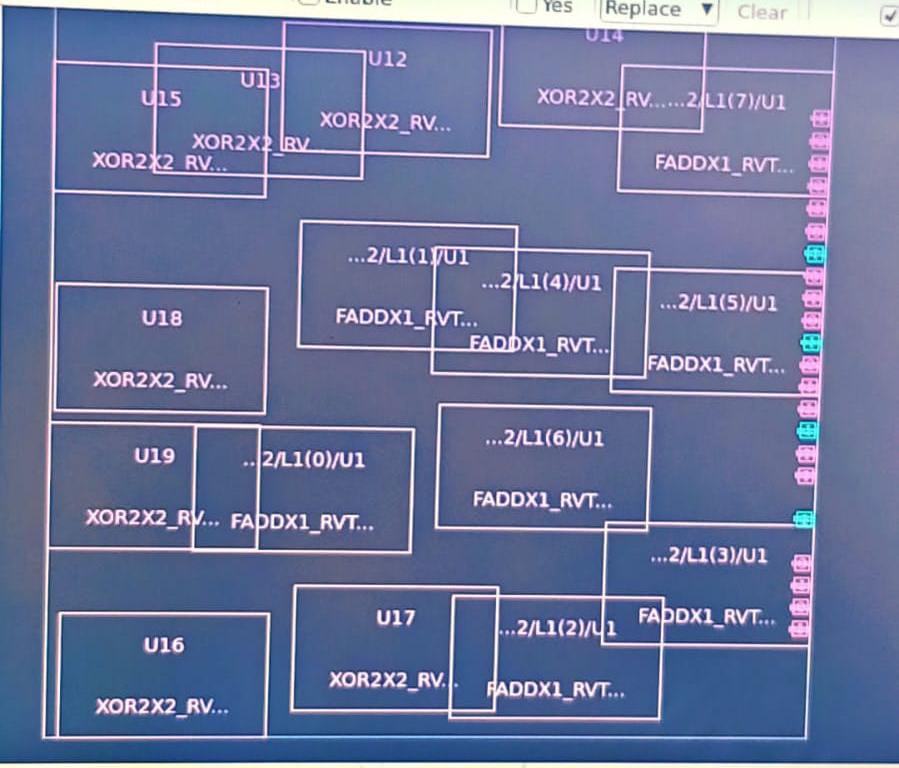 Enable
Yes
Replace
Clear
U14
U12
U13
U15
XOR2X2_RV...
...2/L1(7)/U1
XOR2X2_RV...
XOR2X2_RV
XOR2X2_RV...
FADDX1_RVT...
...2/L1(1)/U1
...2/L1(4)/U1
...2/L1(5)/U1
U18
FADDX1_RVT...
FADDX1_RVT...
FADDX1_RVT...
XOR2X2_RV...
...2/L1(6)/U1
U19
...2/L1(0)/U1
FADDX1_RVT...
XOR2X2_RV...
FADDX1_RVT...
...2/L1(3)/U1
U17
FADDX1_RVT...
...2/L1(2)/U1
U16
XOR2X2_RV...
FADDX1_RVT...
XOR2X2_RV...